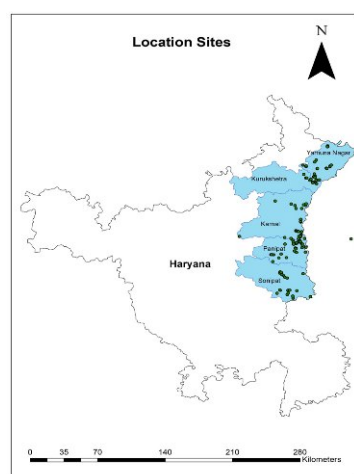 Location Sites
N
Yamuna Nagar
Kurukshetra
Karnal
Panipat
Sonipat
Haryana
0 35 70 140 210 280
Kilometers